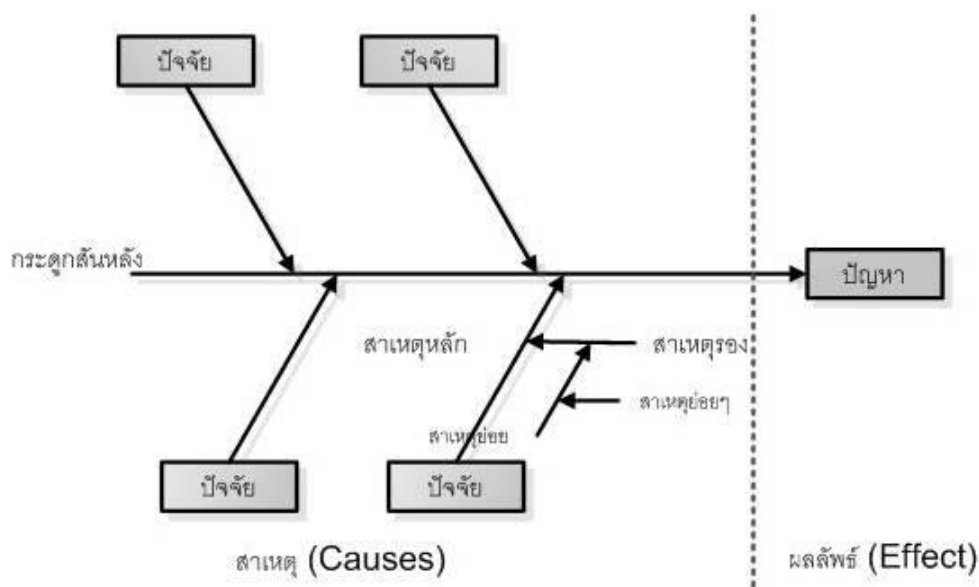 ปัจจัย
ปัจจัย
กระดูกสันหลัง
ปัญหา
สาเหตุหลัก
สาเหตุรอง
สาเหตุย่อยๆ
สาเหตุย่อย
ปัจจัย
ปัจจัย
สาเหตุ (Causes)
ผลลัพธ์ (Effect)